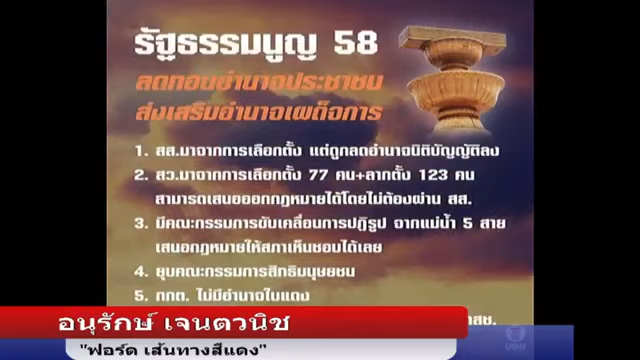 รัฐธรรมนูญ 58
ลดทอนอำนาจประชาชน
ส่งเสริมอำนาจเผด็จการ
1. สส.มาจากการเลือกตั้ง แต่ถูกลดอำนาจนิติบัญญัติลง
2. สว.มาจากการเลือกตั้ง 77 คน+ลากตั้ง 123 คน
สามารถเสนอออกกฎหมายได้โดยไม่ต้องผ่าน สส.
3. มีคณะกรรมการขับเคลื่อนการปฏิรูป จากแม่น้ำ 5 สาย
เสนอกฎหมายให้สภาเห็นชอบได้เลย
4. ยุบคณะกรรมการสิทธิมนุษยชน
5. กกต. ไม่มีอำนาจใบแดง
สช.
อนุรักษ์ เจนตวนิช
"ฟอร์ด เส้นทางสีแดง"